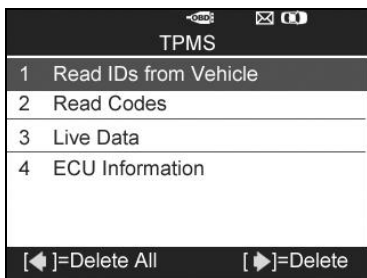 OBD
TPMS
1 Read IDs from Vehicle
2 Read Codes
3 Live Data
4 ECU Information
[◀]=Delete All [▶]=Delete